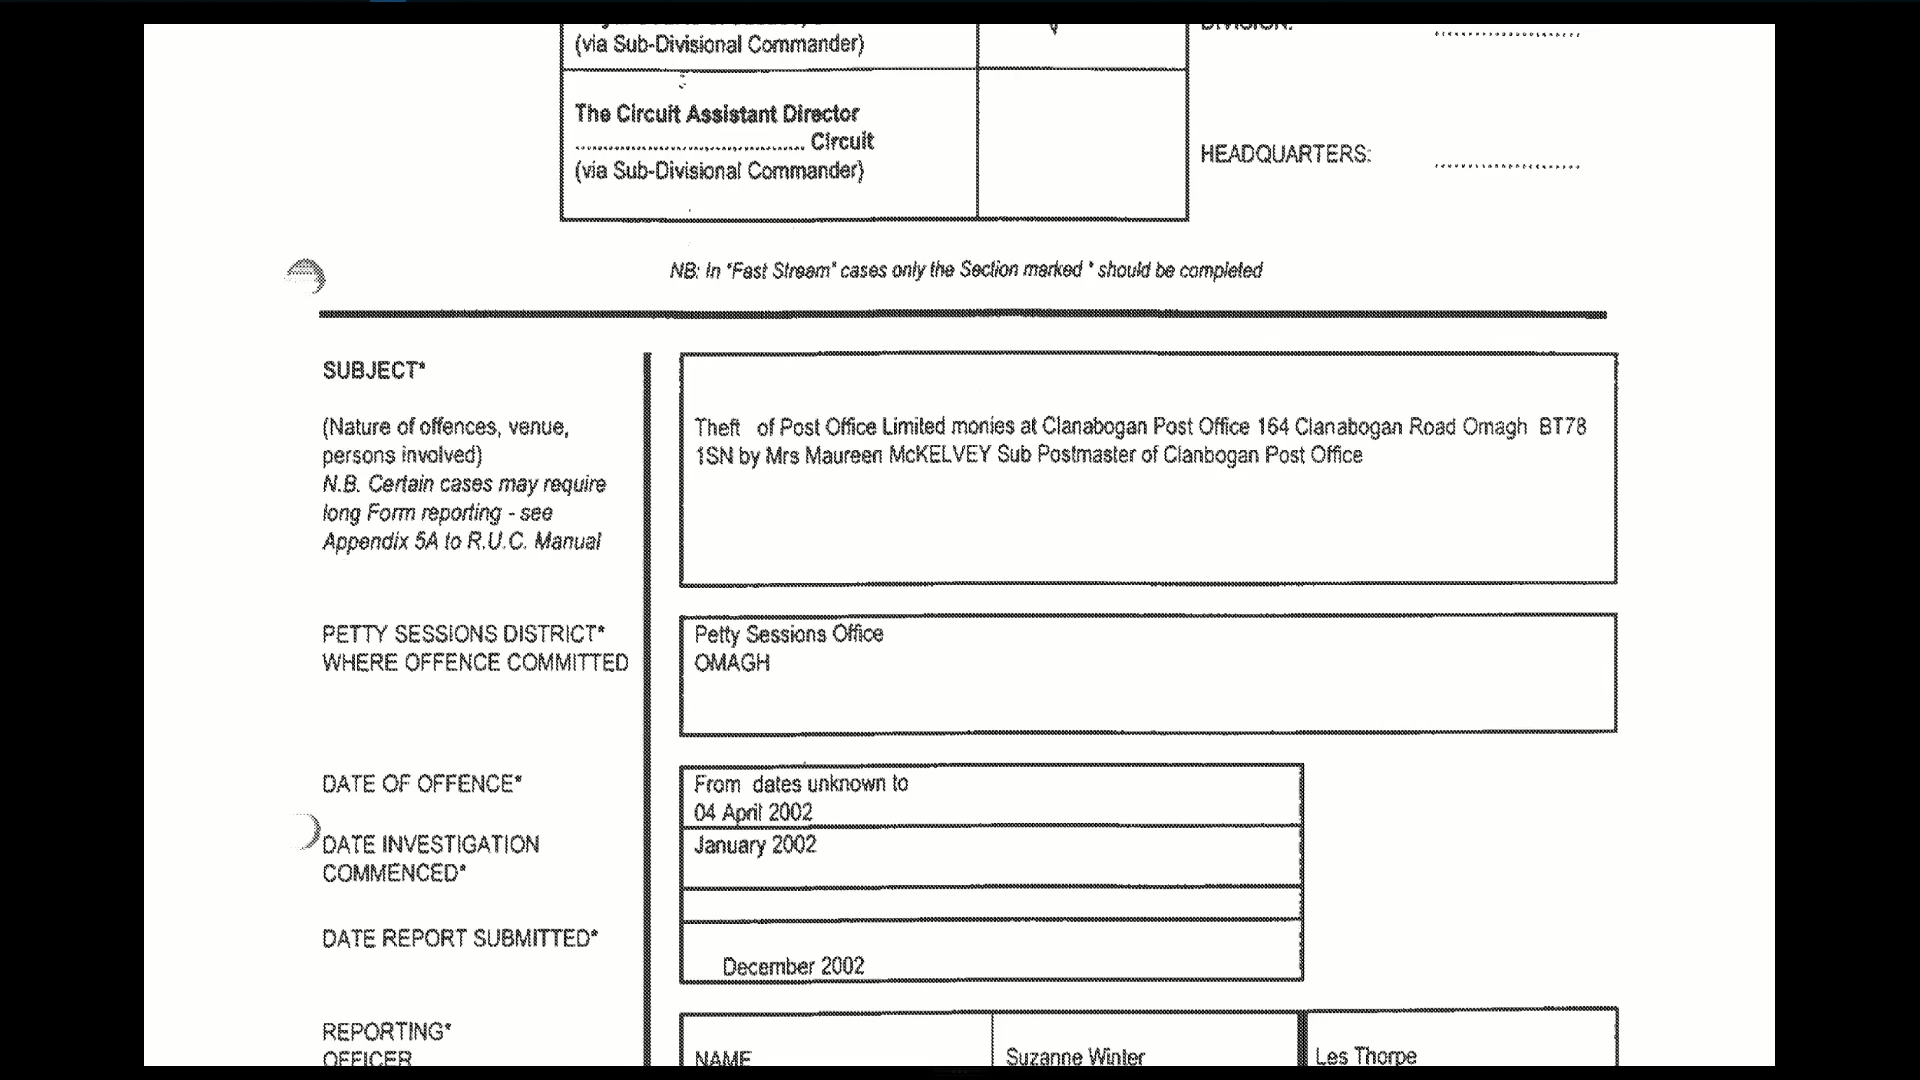 (via Sub-Divisional Commander)
DIVISION: ....................
The Circuit Assistant Director
........................................ Circuit
(via Sub-Divisional Commander)
HEADQUARTERS: ....................
NB: In "Fast Stream" cases only the Section marked * should be completed
SUBJECT*
(Nature of offences, venue,
persons involved)
N.B. Certain cases may require
long Form reporting - see
Appendix 5A to R.U.C. Manual
Theft of Post Office Limited monies at Clanabogan Post Office 164 Clanabogan Road Omagh BT78
1SN by Mrs Maureen McKELVEY Sub Postmaster of Clanbogan Post Office
PETTY SESSIONS DISTRICT*
WHERE OFFENCE COMMITTED
Petty Sessions Office
OMAGH
DATE OF OFFENCE*
From dates unknown to
04 April 2002
DATE INVESTIGATION
COMMENCED*
January 2002
DATE REPORT SUBMITTED*
December 2002
REPORTING*
OFFICER
NAME
Suzanne Winter
Les Thorpe